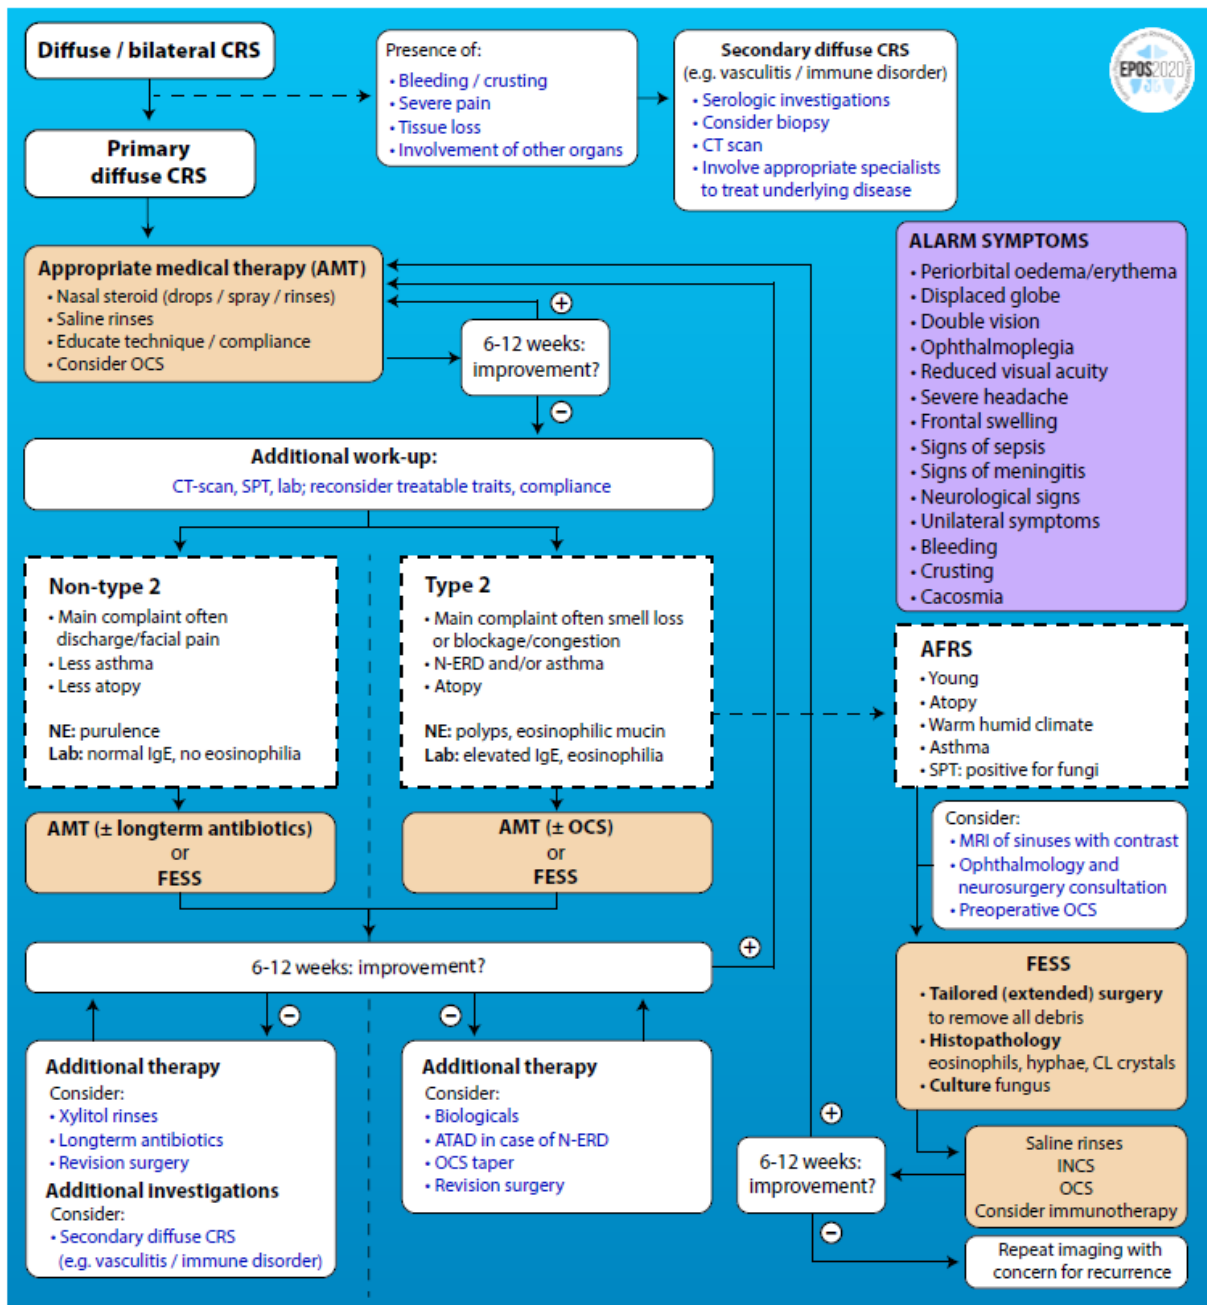 Diffuse / bilateral CRS
Presence of:
• Bleeding / crusting
• Severe pain
• Tissue loss
• Involvement of other organs
Secondary diffuse CRS
(e.g. vasculitis / immune disorder)
• Serologic investigations
• Consider biopsy
• CT scan
• Involve appropriate specialists
to treat underlying disease
EPOS2020
Primary
diffuse CRS
Appropriate medical therapy (AMT)
• Nasal steroid (drops / spray / rinses)
• Saline rinses
• Educate technique / compliance
• Consider OCS
+
6-12 weeks:
improvement?
−
ALARM SYMPTOMS
• Periorbital oedema/erythema
• Displaced globe
• Double vision
• Ophthalmoplegia
• Reduced visual acuity
• Severe headache
• Frontal swelling
• Signs of sepsis
• Signs of meningitis
• Neurological signs
• Unilateral symptoms
• Bleeding
• Crusting
• Cacosmia
Additional work-up:
CT-scan, SPT, lab; reconsider treatable traits, compliance
Non-type 2
• Main complaint often
discharge/facial pain
• Less asthma
• Less atopy
NE: purulence
Lab: normal IgE, no eosinophilia
Type 2
• Main complaint often smell loss
or blockage/congestion
• N-ERD and/or asthma
• Atopy
NE: polyps, eosinophilic mucin
Lab: elevated IgE, eosinophilia
AFRS
• Young
• Atopy
• Warm humid climate
• Asthma
• SPT: positive for fungi
AMT (± longterm antibiotics)
or
FESS
AMT (± OCS)
or
FESS
Consider:
• MRI of sinuses with contrast
• Ophthalmology and
neurosurgery consultation
• Preoperative OCS
6-12 weeks: improvement?
+
−
−
FESS
• Tailored (extended) surgery
to remove all debris
• Histopathology
eosinophils, hyphae, CL crystals
• Culture fungus
Additional therapy
Consider:
• Xylitol rinses
• Longterm antibiotics
• Revision surgery
Additional investigations
Consider:
• Secondary diffuse CRS
(e.g. vasculitis / immune disorder)
Additional therapy
Consider:
• Biologicals
• ATAD in case of N-ERD
• OCS taper
• Revision surgery
+
6-12 weeks:
improvement?
−
Saline rinses
INCS
OCS
Consider immunotherapy
Repeat imaging with
concern for recurrence